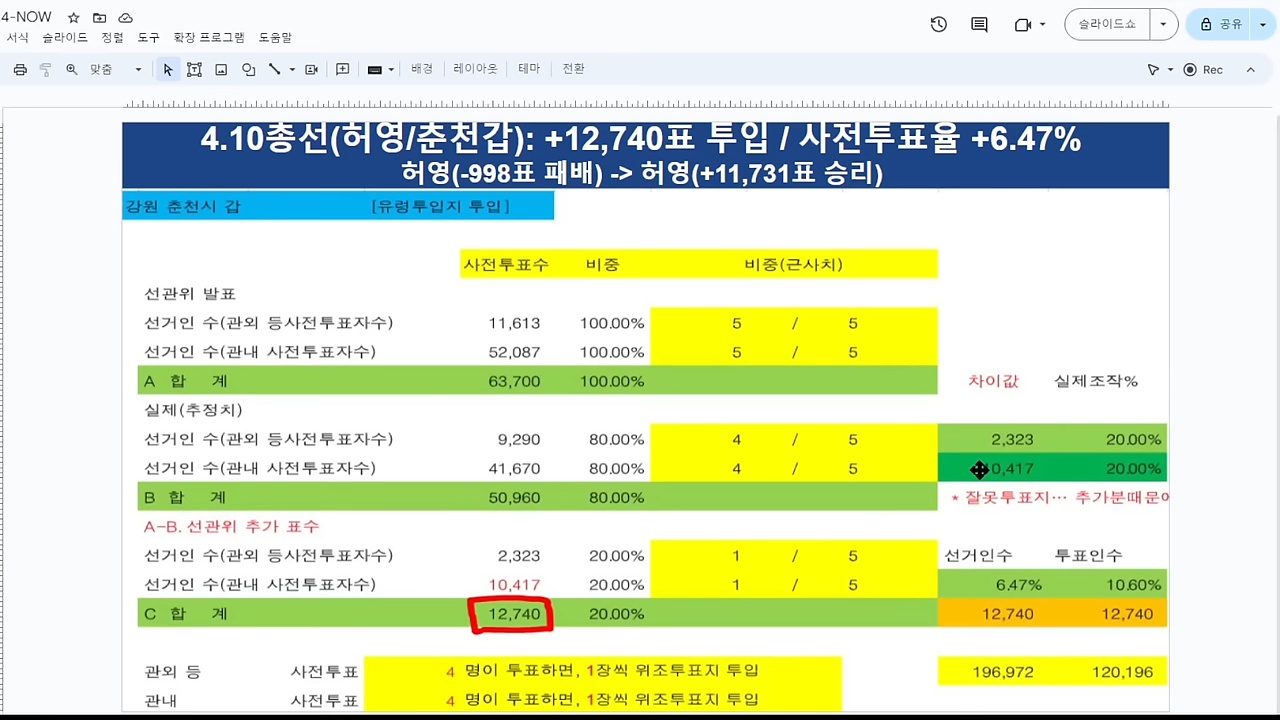 4-NOW
서식 슬라이드 정렬 도구 확장 프로그램 도움말
슬라이드쇼 공유
맞춤 배경 레이아웃 테마 전환 Rec
4.10총선(허영/춘천갑): +12,740표 투입 / 사전투표율 +6.47%
허영(-998표 패배) -> 허영(+11,731표 승리)
강원 춘천시 갑 [유령투입지 투입]
사전투표수 비중 비중(근사치)
선관위 발표
선거인 수(관외 등사전투표자수) 11,613 100.00% 5 / 5
선거인 수(관내 사전투표자수) 52,087 100.00% 5 / 5
A 합 계 63,700 100.00% 차이값 실제조작%
실제(추정치)
선거인 수(관외 등사전투표자수) 9,290 80.00% 4 / 5 2,323 20.00%
선거인 수(관내 사전투표자수) 41,670 80.00% 4 / 5 0,417 20.00%
B 합 계 50,960 80.00% * 잘못투표지… 추가분때문에
A-B. 선관위 추가 표수
선거인 수(관외 등사전투표자수) 2,323 20.00% 1 / 5 선거인수 투표인수
선거인 수(관내 사전투표자수) 10,417 20.00% 1 / 5 6.47% 10.60%
C 합 계 12,740 20.00% 12,740 12,740
관외 등 사전투표 4 명이 투표하면, 1장씩 위조투표지 투입 196,972 120,196
관내 사전투표 4 명이 투표하면, 1장씩 위조투표지 투입